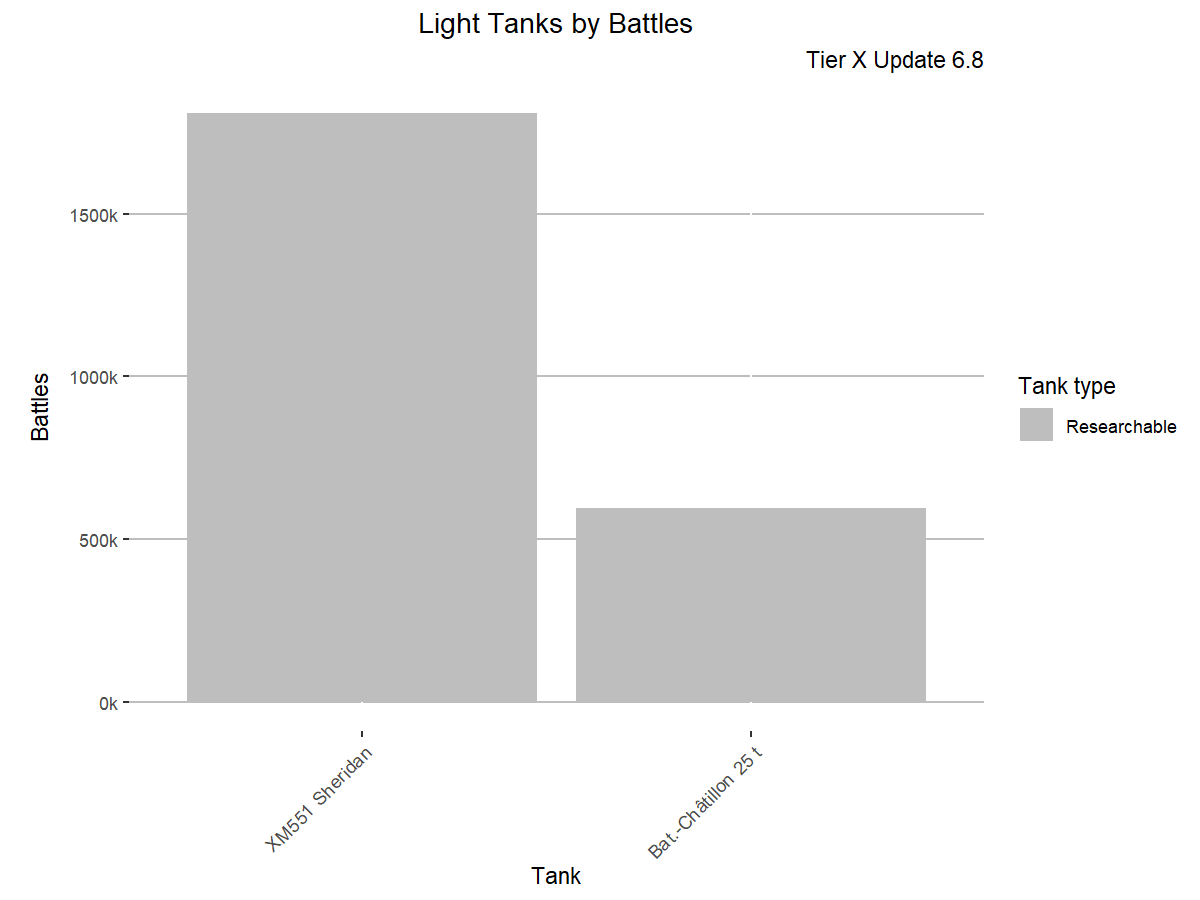 Light Tanks by Battles
Tier X Update 6.8
Battles
1500k
1000k
500k
0k
XM551 Sheridan
Bat.-Châtillon 25 t
Tank
Tank type
Researchable